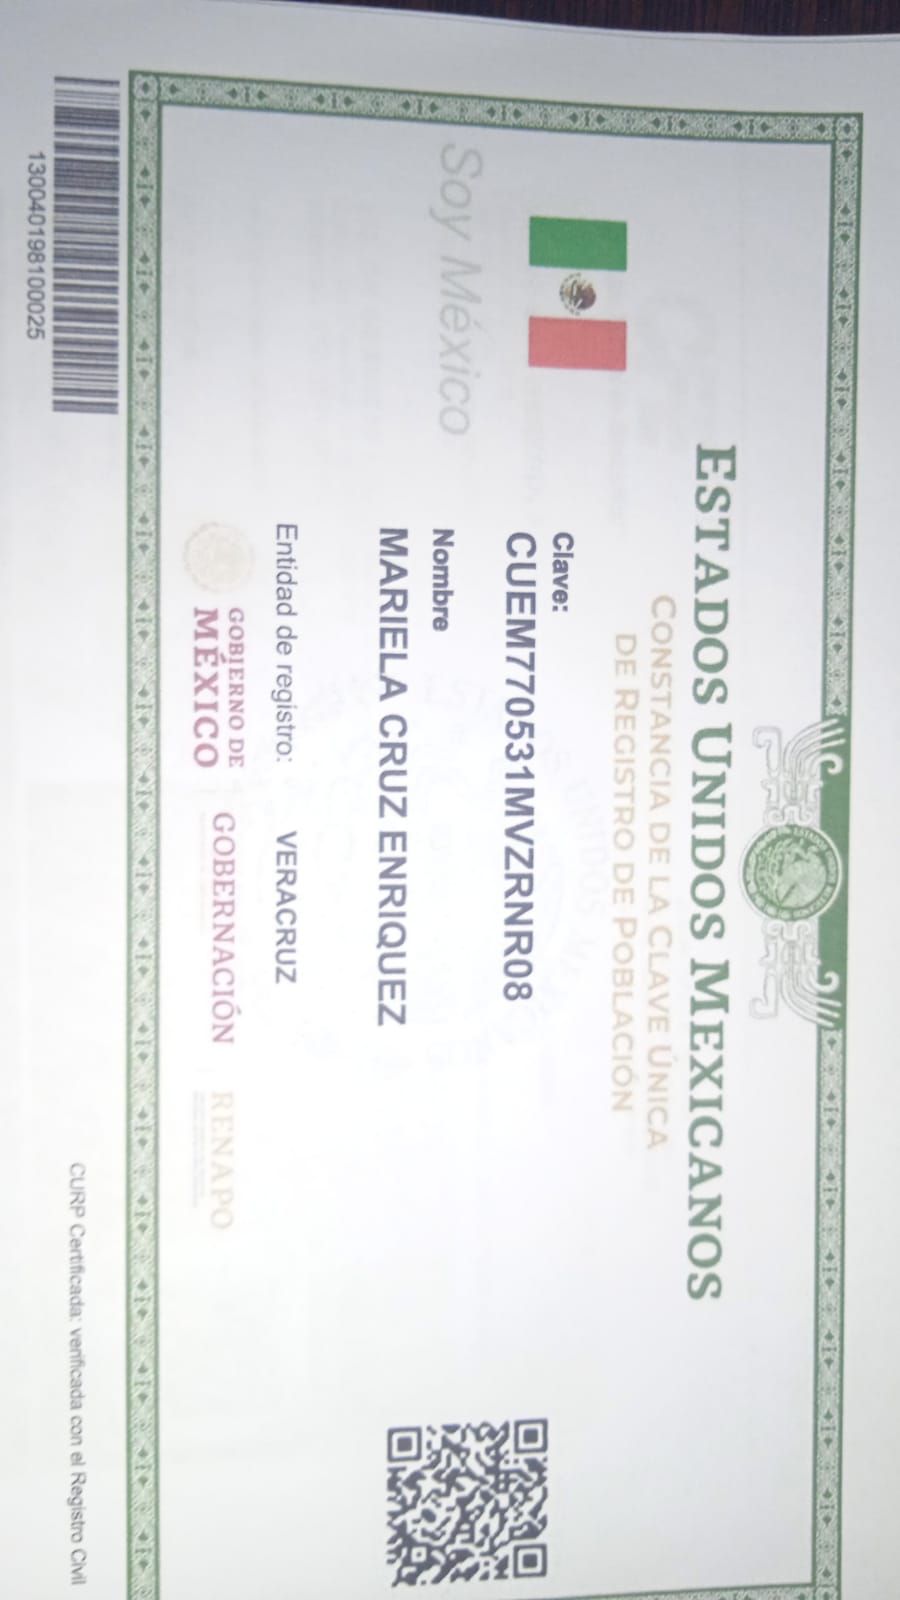 ESTADOS UNIDOS MEXICANOS
CONSTANCIA DE LA CLAVE ÚNICA
DE REGISTRO DE POBLACIÓN
Soy México
Clave:
CUEM770531MVZRNR08
Nombre
MARIELA CRUZ ENRIQUEZ
Entidad de registro: VERACRUZ
GOBIERNO DE
MÉXICO
GOBERNACIÓN
RENAPO
CURP Certificada: verificada con el Registro Civil
130040198100025